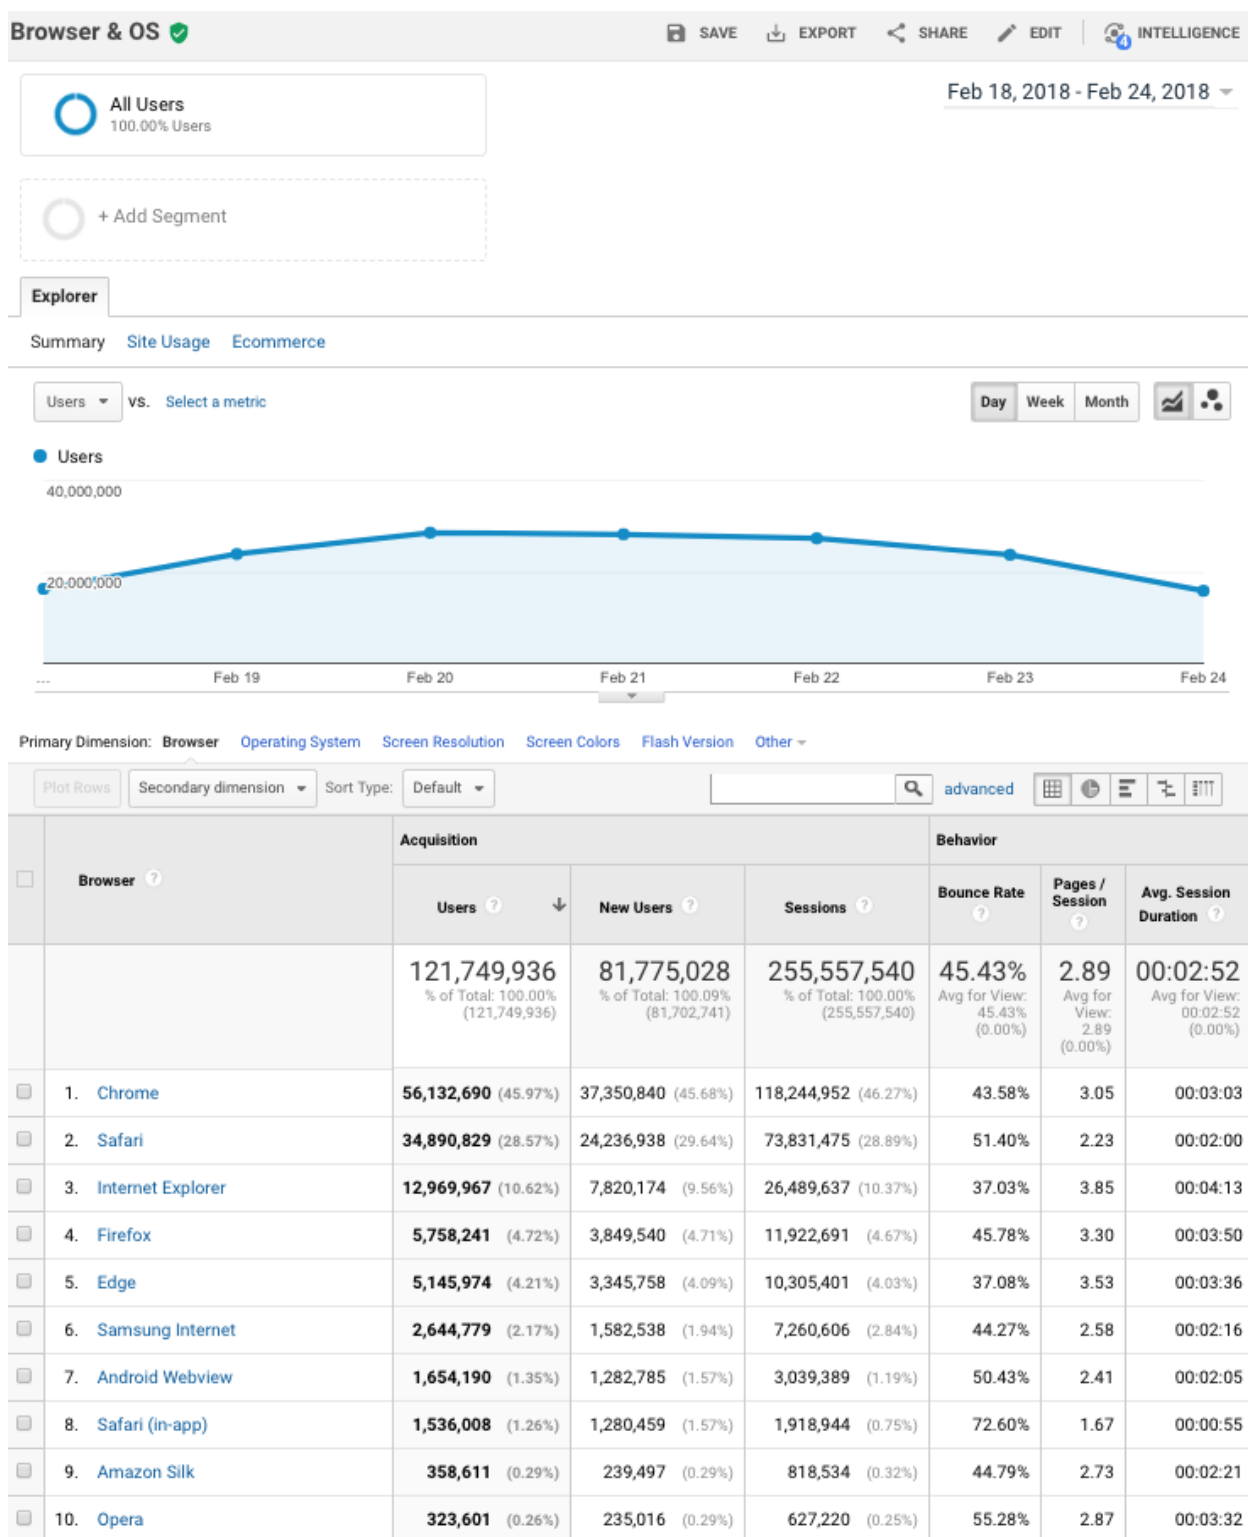 Browser & OS
SAVE EXPORT SHARE EDIT 4 INTELLIGENCE
All Users
100.00% Users
Feb 18, 2018 - Feb 24, 2018
+ Add Segment
Explorer
Summary Site Usage Ecommerce
Users VS. Select a metric
Day Week Month
Users
40,000,000
20,000,000
... Feb 19 Feb 20 Feb 21 Feb 22 Feb 23 Feb 24
Primary Dimension: Browser Operating System Screen Resolution Screen Colors Flash Version Other
Plot Rows Secondary dimension Sort Type: Default advanced
Acquisition Behavior
Browser ? Users ? New Users ? Sessions ? Bounce Rate ? Pages / Session ? Avg. Session Duration ?
121,749,936 81,775,028 255,557,540 45.43% 2.89 00:02:52
% of Total: 100.00% (121,749,936) % of Total: 100.09% (81,702,741) % of Total: 100.00% (255,557,540) Avg for View: 45.43% (0.00%) Avg for View: 2.89 (0.00%) Avg for View: 00:02:52 (0.00%)
1. Chrome 56,132,690 (45.97%) 37,350,840 (45.68%) 118,244,952 (46.27%) 43.58% 3.05 00:03:03
2. Safari 34,890,829 (28.57%) 24,236,938 (29.64%) 73,831,475 (28.89%) 51.40% 2.23 00:02:00
3. Internet Explorer 12,969,967 (10.62%) 7,820,174 (9.56%) 26,489,637 (10.37%) 37.03% 3.85 00:04:13
4. Firefox 5,758,241 (4.72%) 3,849,540 (4.71%) 11,922,691 (4.67%) 45.78% 3.30 00:03:50
5. Edge 5,145,974 (4.21%) 3,345,758 (4.09%) 10,305,401 (4.03%) 37.08% 3.53 00:03:36
6. Samsung Internet 2,644,779 (2.17%) 1,582,538 (1.94%) 7,260,606 (2.84%) 44.27% 2.58 00:02:16
7. Android Webview 1,654,190 (1.35%) 1,282,785 (1.57%) 3,039,389 (1.19%) 50.43% 2.41 00:02:05
8. Safari (in-app) 1,536,008 (1.26%) 1,280,459 (1.57%) 1,918,944 (0.75%) 72.60% 1.67 00:00:55
9. Amazon Silk 358,611 (0.29%) 239,497 (0.29%) 818,534 (0.32%) 44.79% 2.73 00:02:21
10. Opera 323,601 (0.26%) 235,016 (0.29%) 627,220 (0.25%) 55.28% 2.87 00:03:32